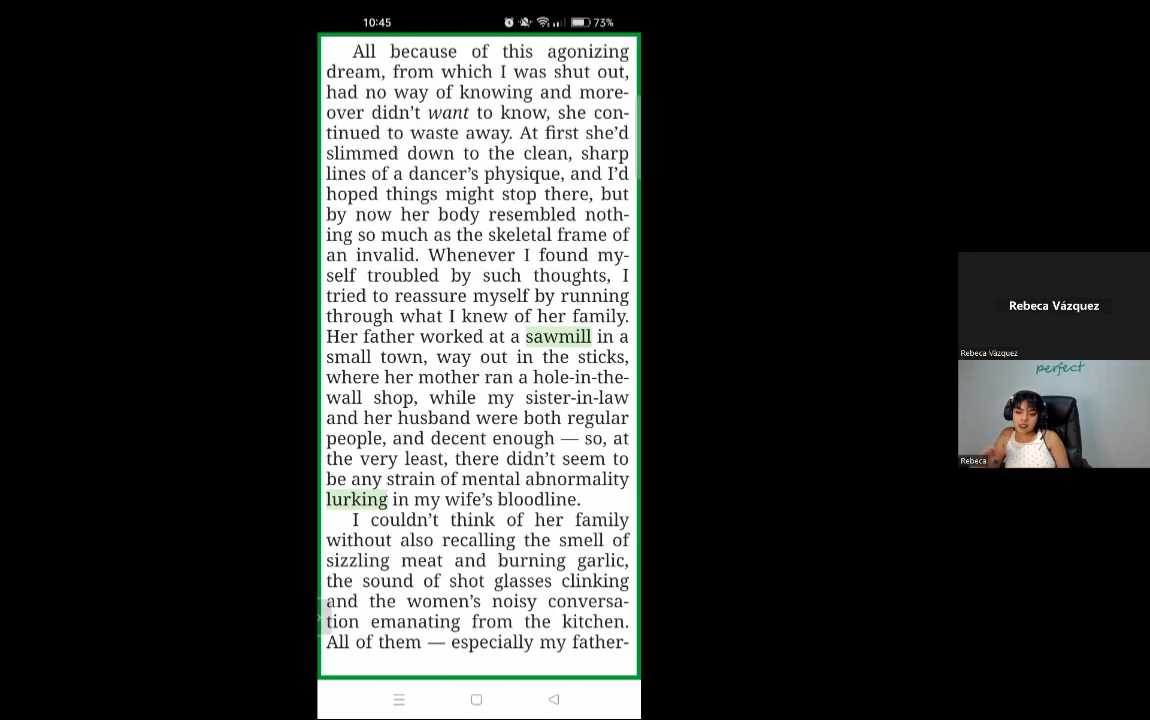 10:45
73%
All because of this agonizing
dream, from which I was shut out,
had no way of knowing and more-
over didn’t want to know, she con-
tinued to waste away. At first she’d
slimmed down to the clean, sharp
lines of a dancer’s physique, and I’d
hoped things might stop there, but
by now her body resembled noth-
ing so much as the skeletal frame of
an invalid. Whenever I found my-
self troubled by such thoughts, I
tried to reassure myself by running
through what I knew of her family.
Her father worked at a sawmill in a
small town, way out in the sticks,
where her mother ran a hole-in-the-
wall shop, while my sister-in-law
and her husband were both regular
people, and decent enough — so, at
the very least, there didn’t seem to
be any strain of mental abnormality
lurking in my wife’s bloodline.
I couldn’t think of her family
without also recalling the smell of
sizzling meat and burning garlic,
the sound of shot glasses clinking
and the women’s noisy conversa-
tion emanating from the kitchen.
All of them — especially my father-
Rebeca Vázquez
Rebeca Vázquez
perfect
Rebeca